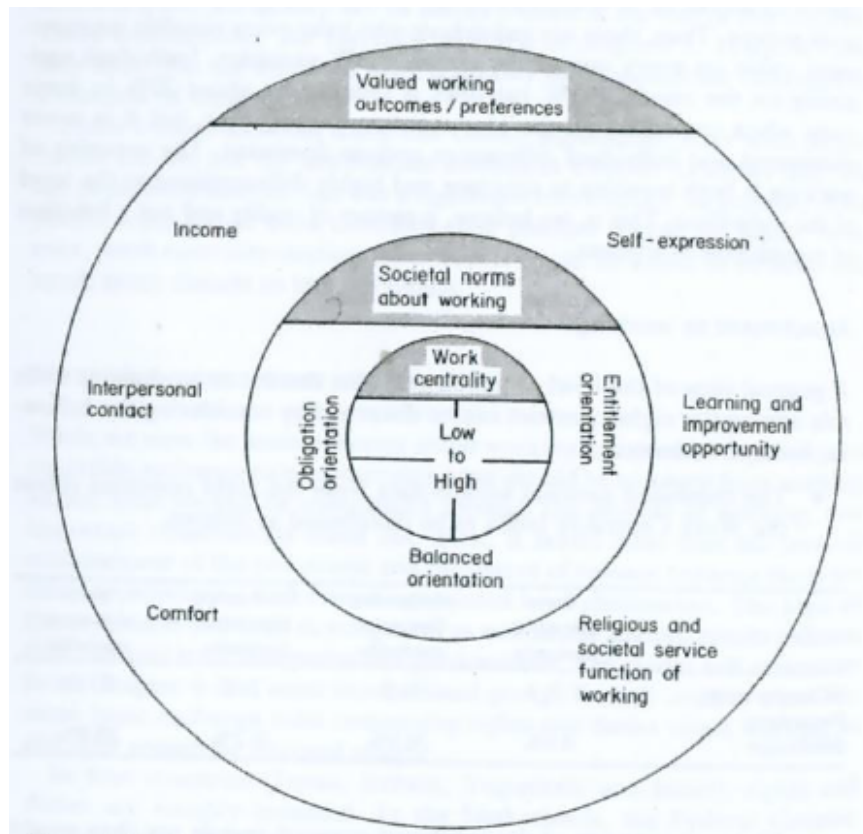 Valued working
outcomes / preferences
Income
Self-expression
Societal norms
about working
Work
centrality
Interpersonal
contact
Obligation
orientation
Low
to
High
Entitlement
orientation
Learning and
improvement
opportunity
Balanced
orientation
Comfort
Religious and
societal service
function of
working